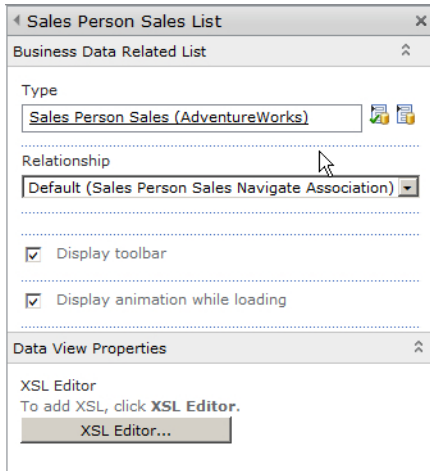 Sales Person Sales List
Business Data Related List
Type
Sales Person Sales (AdventureWorks)
Relationship
Default (Sales Person Sales Navigate Association)
Display toolbar
Display animation while loading
Data View Properties
XSL Editor
To add XSL, click XSL Editor.
XSL Editor...